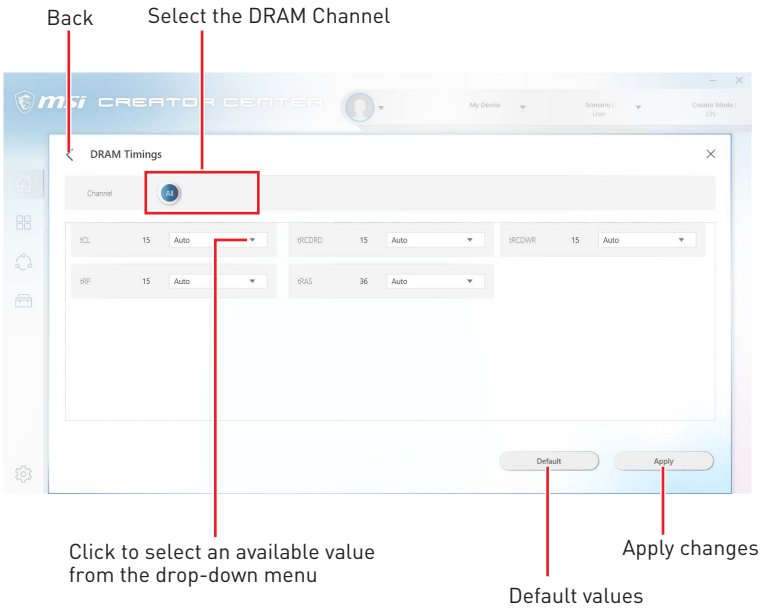 Back
Select the DRAM Channel
msi CREATOR CENTER
My Device
Scenario :
User
Creator Mode :
ON
DRAM Timings
Channel
All
tCL 15 Auto
tRCDRD 15 Auto
tRCDWR 15 Auto
tRP 15 Auto
tRAS 36 Auto
Default
Apply
Click to select an available value
from the drop-down menu
Apply changes
Default values